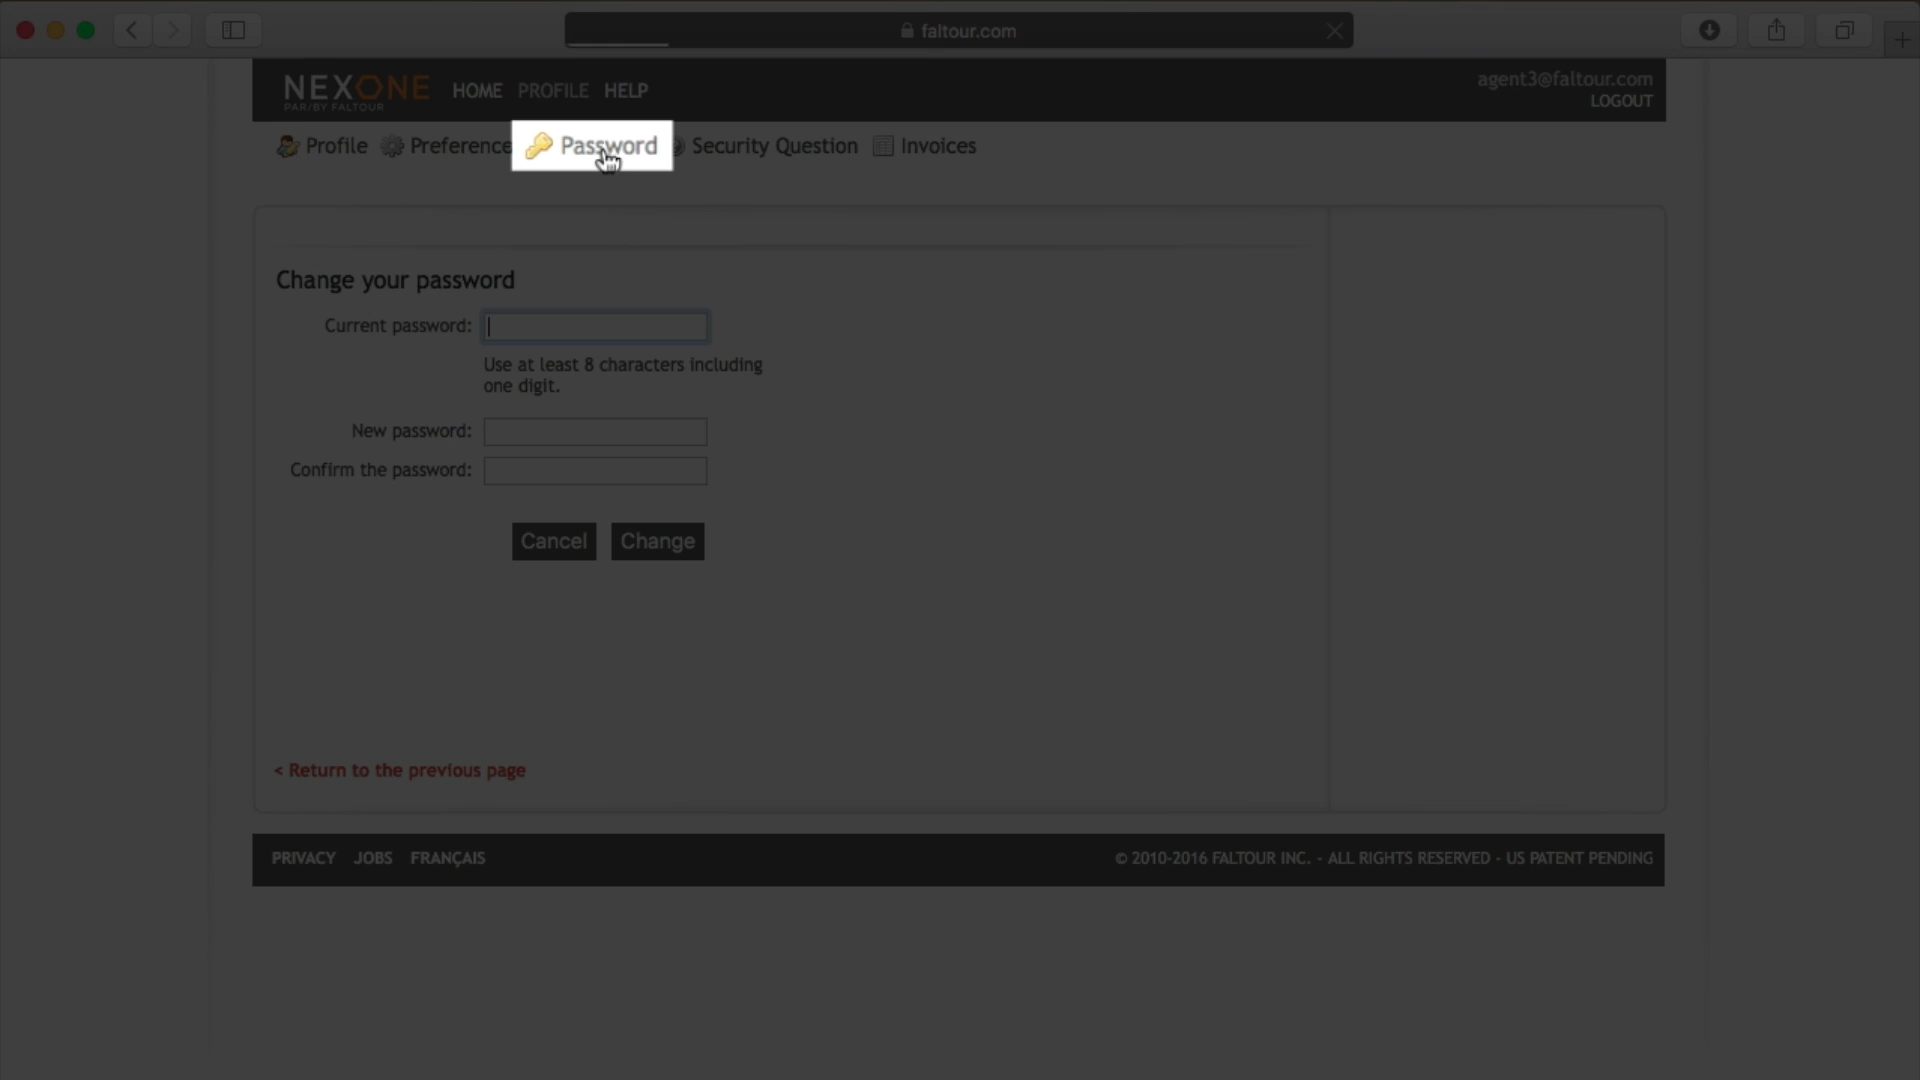 faltour.com
NEXONE HOME PROFILE HELP
PAR/BY FALTOUR
agent3@faltour.com
LOGOUT
Profile Preference Password Security Question Invoices
Change your password
Current password:
Use at least 8 characters including
one digit.
New password:
Confirm the password:
Cancel Change
< Return to the previous page
PRIVACY JOBS FRANÇAIS © 2010-2016 FALTOUR INC. - ALL RIGHTS RESERVED - US PATENT PENDING